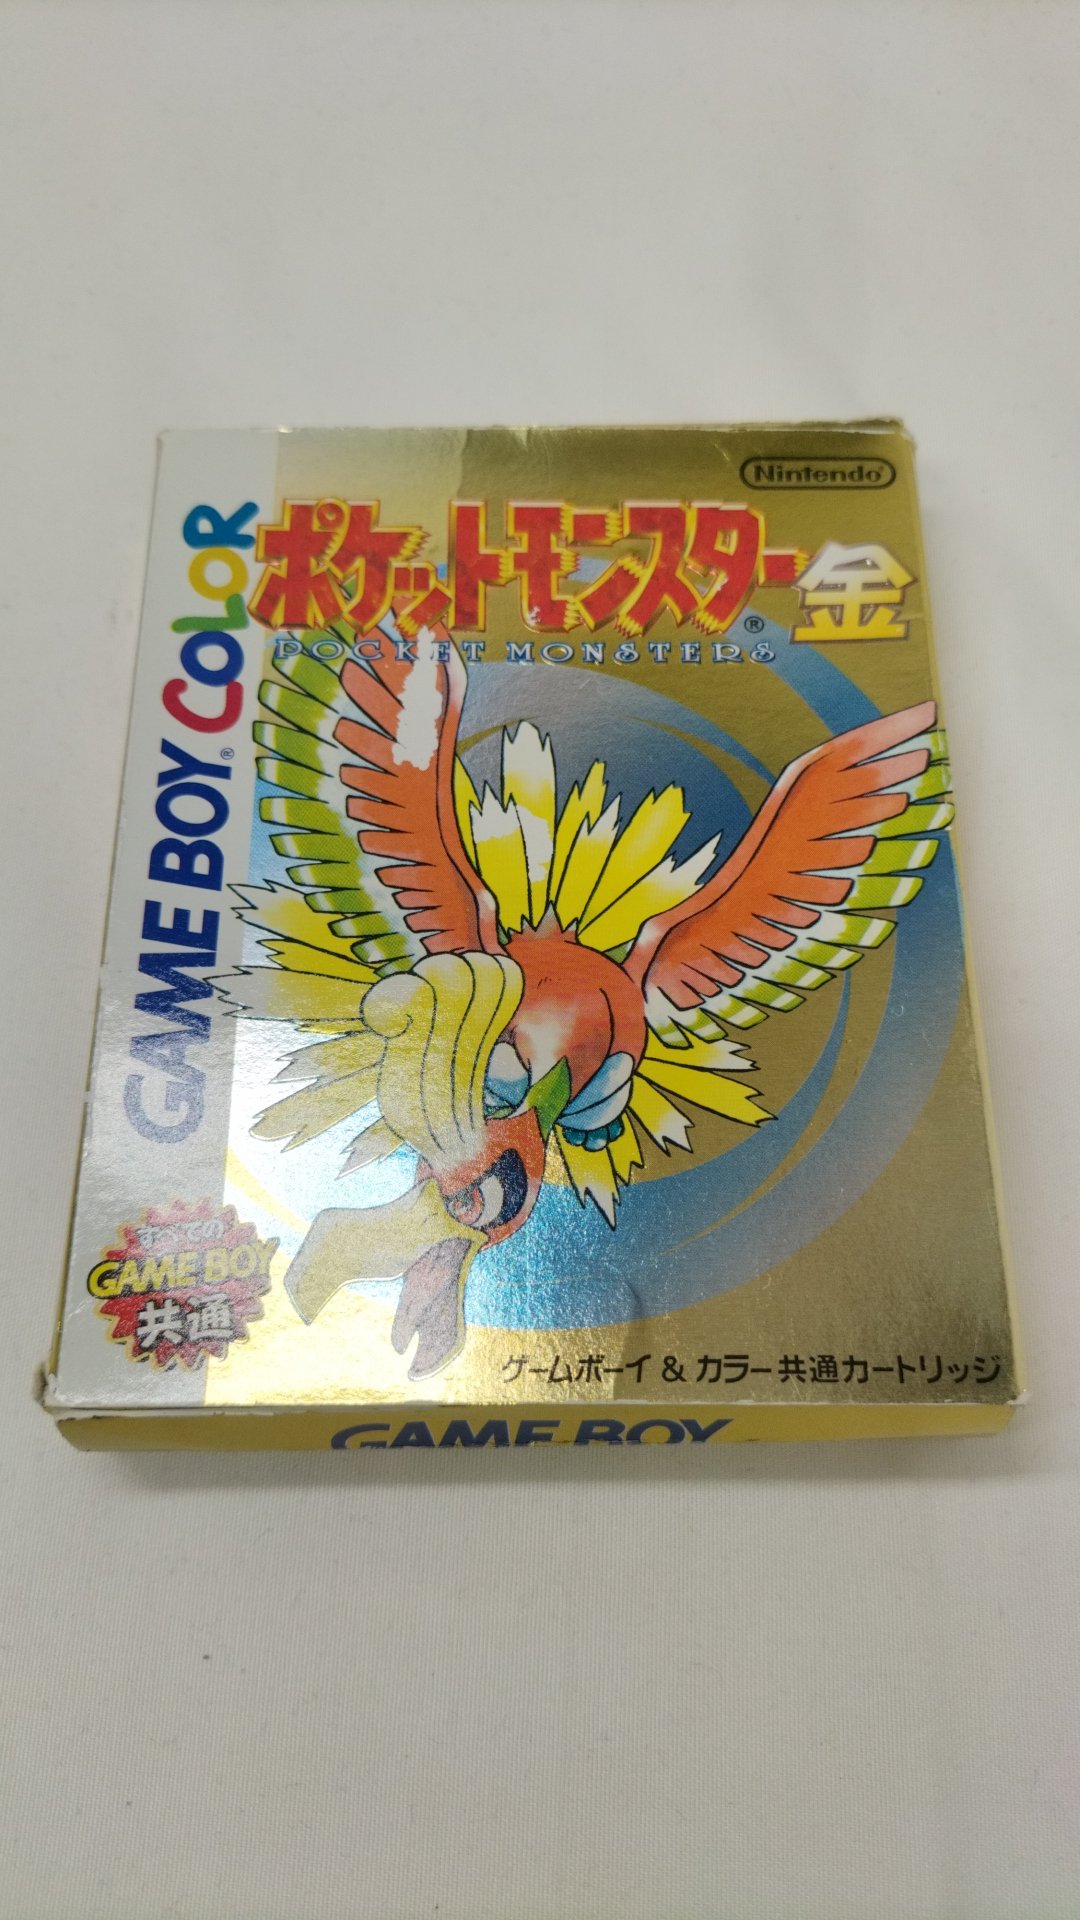 Nintendo®
ポケットモンスター金
®
POCKET MONSTERS
GAME BOY® COLOR
すべての
GAME BOY
共通
ゲームボーイ & カラー共通カートリッジ
GAME BOY